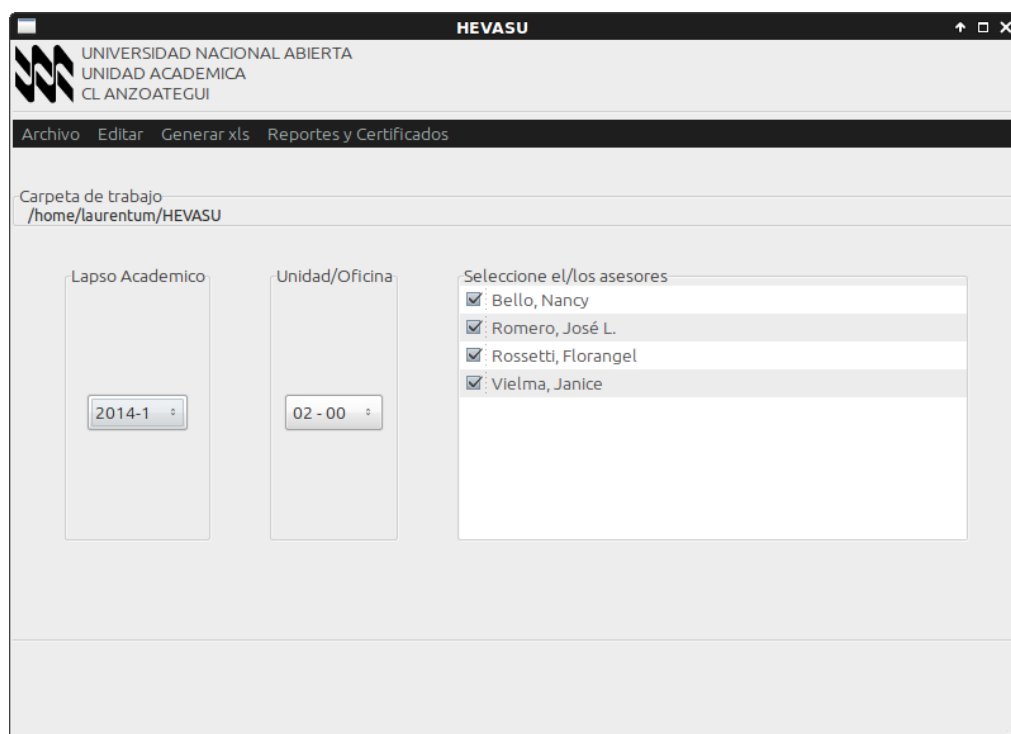 HEVASU
UNIVERSIDAD NACIONAL ABIERTA
UNIDAD ACADEMICA
CL ANZOATEGUI
Archivo Editar Generar xls Reportes y Certificados
Carpeta de trabajo
/home/laurentum/HEVASU
Lapso Academico
2014-1
Unidad/Oficina
02 - 00
Seleccione el/los asesores
Bello, Nancy
Romero, José L.
Rossetti, Florangel
Vielma, Janice